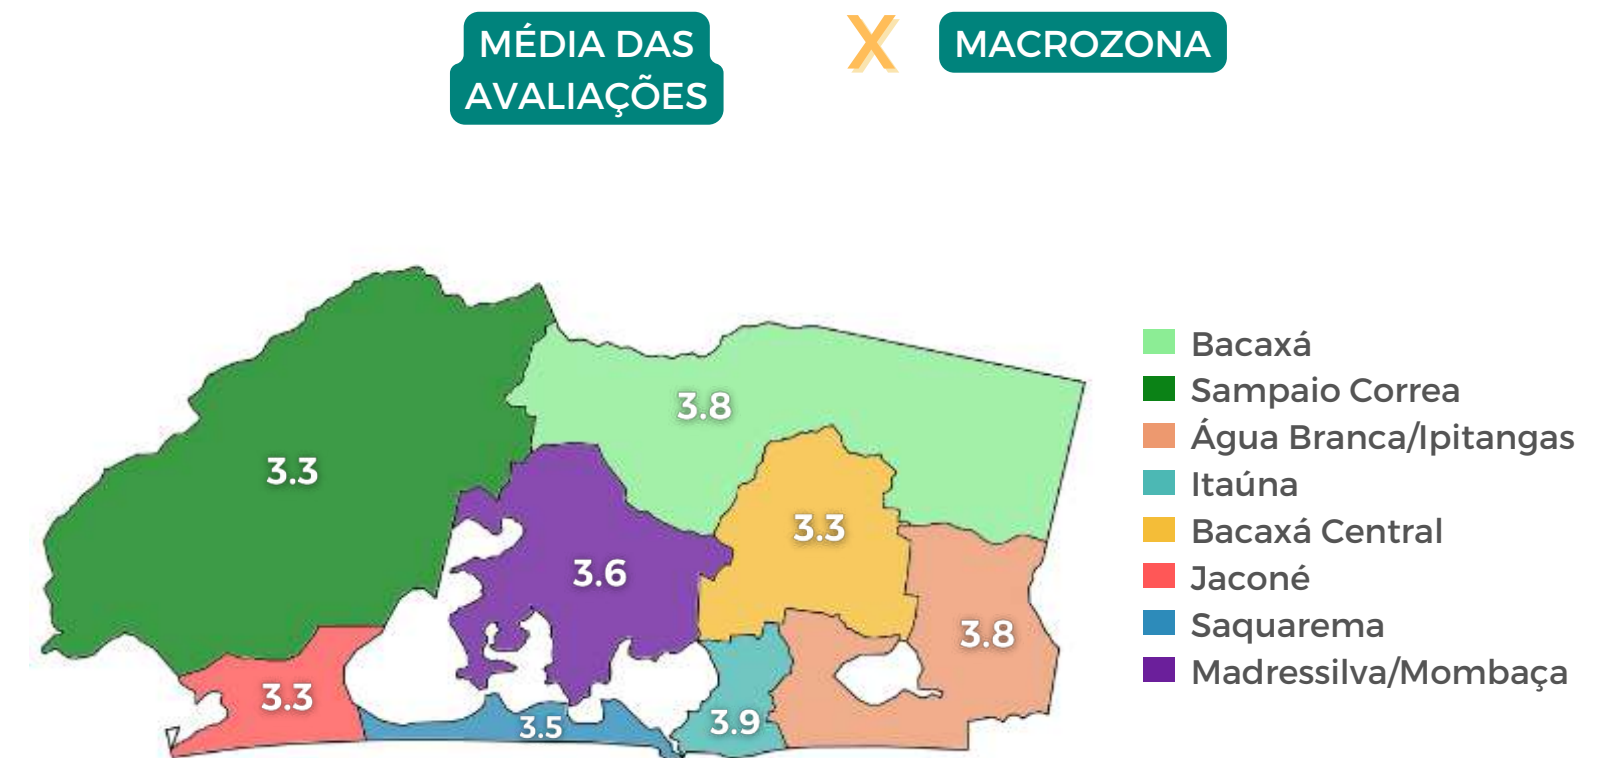 MÉDIA DAS
AVALIAÇÕES
X
MACROZONA
3.3
3.8
3.6
3.3
3.8
3.3
3.5
3.9
Bacaxá
Sampaio Correa
Água Branca/Ipitangas
Itaúna
Bacaxá Central
Jaconé
Saquarema
Madressilva/Mombaça